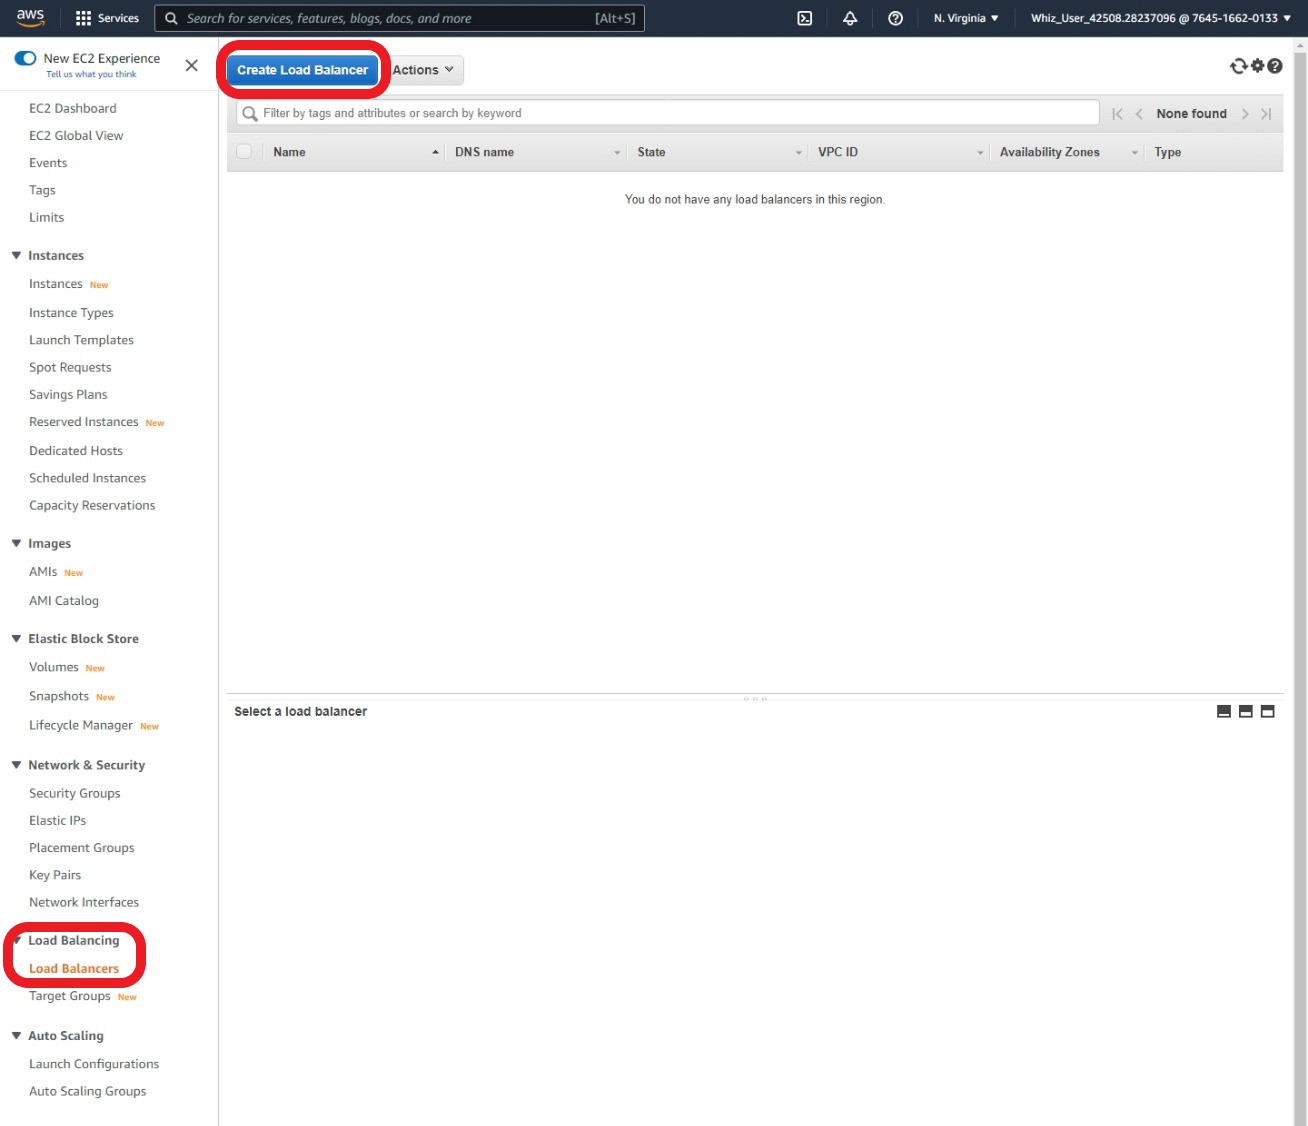 aws
Services
Search for services, features, blogs, docs, and more
[Alt+S]
N. Virginia
Whiz_User_42508.28237096 @ 7645-1662-0133
New EC2 Experience
Tell us what you think
EC2 Dashboard
EC2 Global View
Events
Tags
Limits
Instances
Instances New
Instance Types
Launch Templates
Spot Requests
Savings Plans
Reserved Instances New
Dedicated Hosts
Scheduled Instances
Capacity Reservations
Images
AMIs New
AMI Catalog
Elastic Block Store
Volumes New
Snapshots New
Lifecycle Manager New
Network & Security
Security Groups
Elastic IPs
Placement Groups
Key Pairs
Network Interfaces
Load Balancing
Load Balancers
Target Groups New
Auto Scaling
Launch Configurations
Auto Scaling Groups
Create Load Balancer
Actions
Filter by tags and attributes or search by keyword
None found
Name DNS name State VPC ID Availability Zones Type
You do not have any load balancers in this region.
Select a load balancer